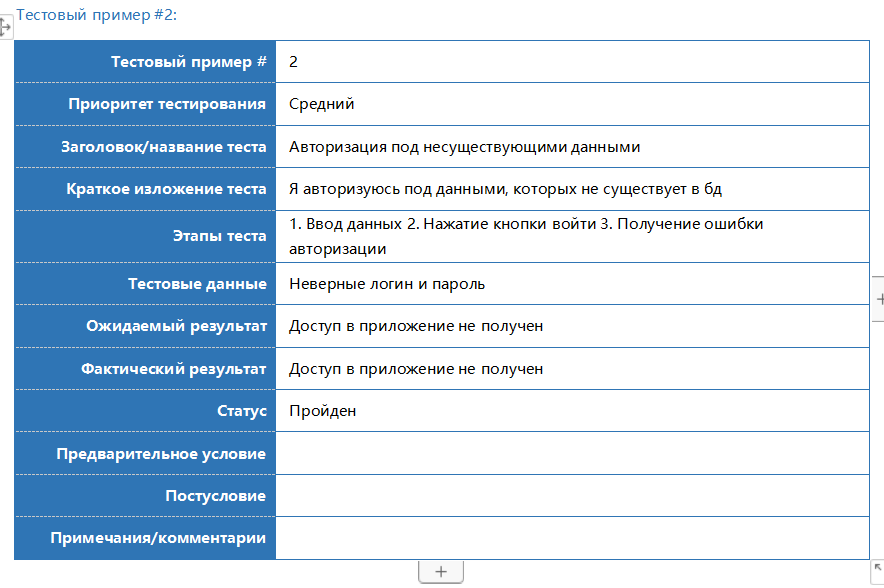 Тестовый пример #2:
Тестовый пример # 2
Приоритет тестирования Средний
Заголовок/название теста Авторизация под несуществующими данными
Краткое изложение теста Я авторизуюсь под данными, которых не существует в бд
Этапы теста 1. Ввод данных 2. Нажатие кнопки войти 3. Получение ошибки
авторизации
Тестовые данные Неверные логин и пароль
Ожидаемый результат Доступ в приложение не получен
Фактический результат Доступ в приложение не получен
Статус Пройден
Предварительное условие
Постусловие
Примечания/комментарии